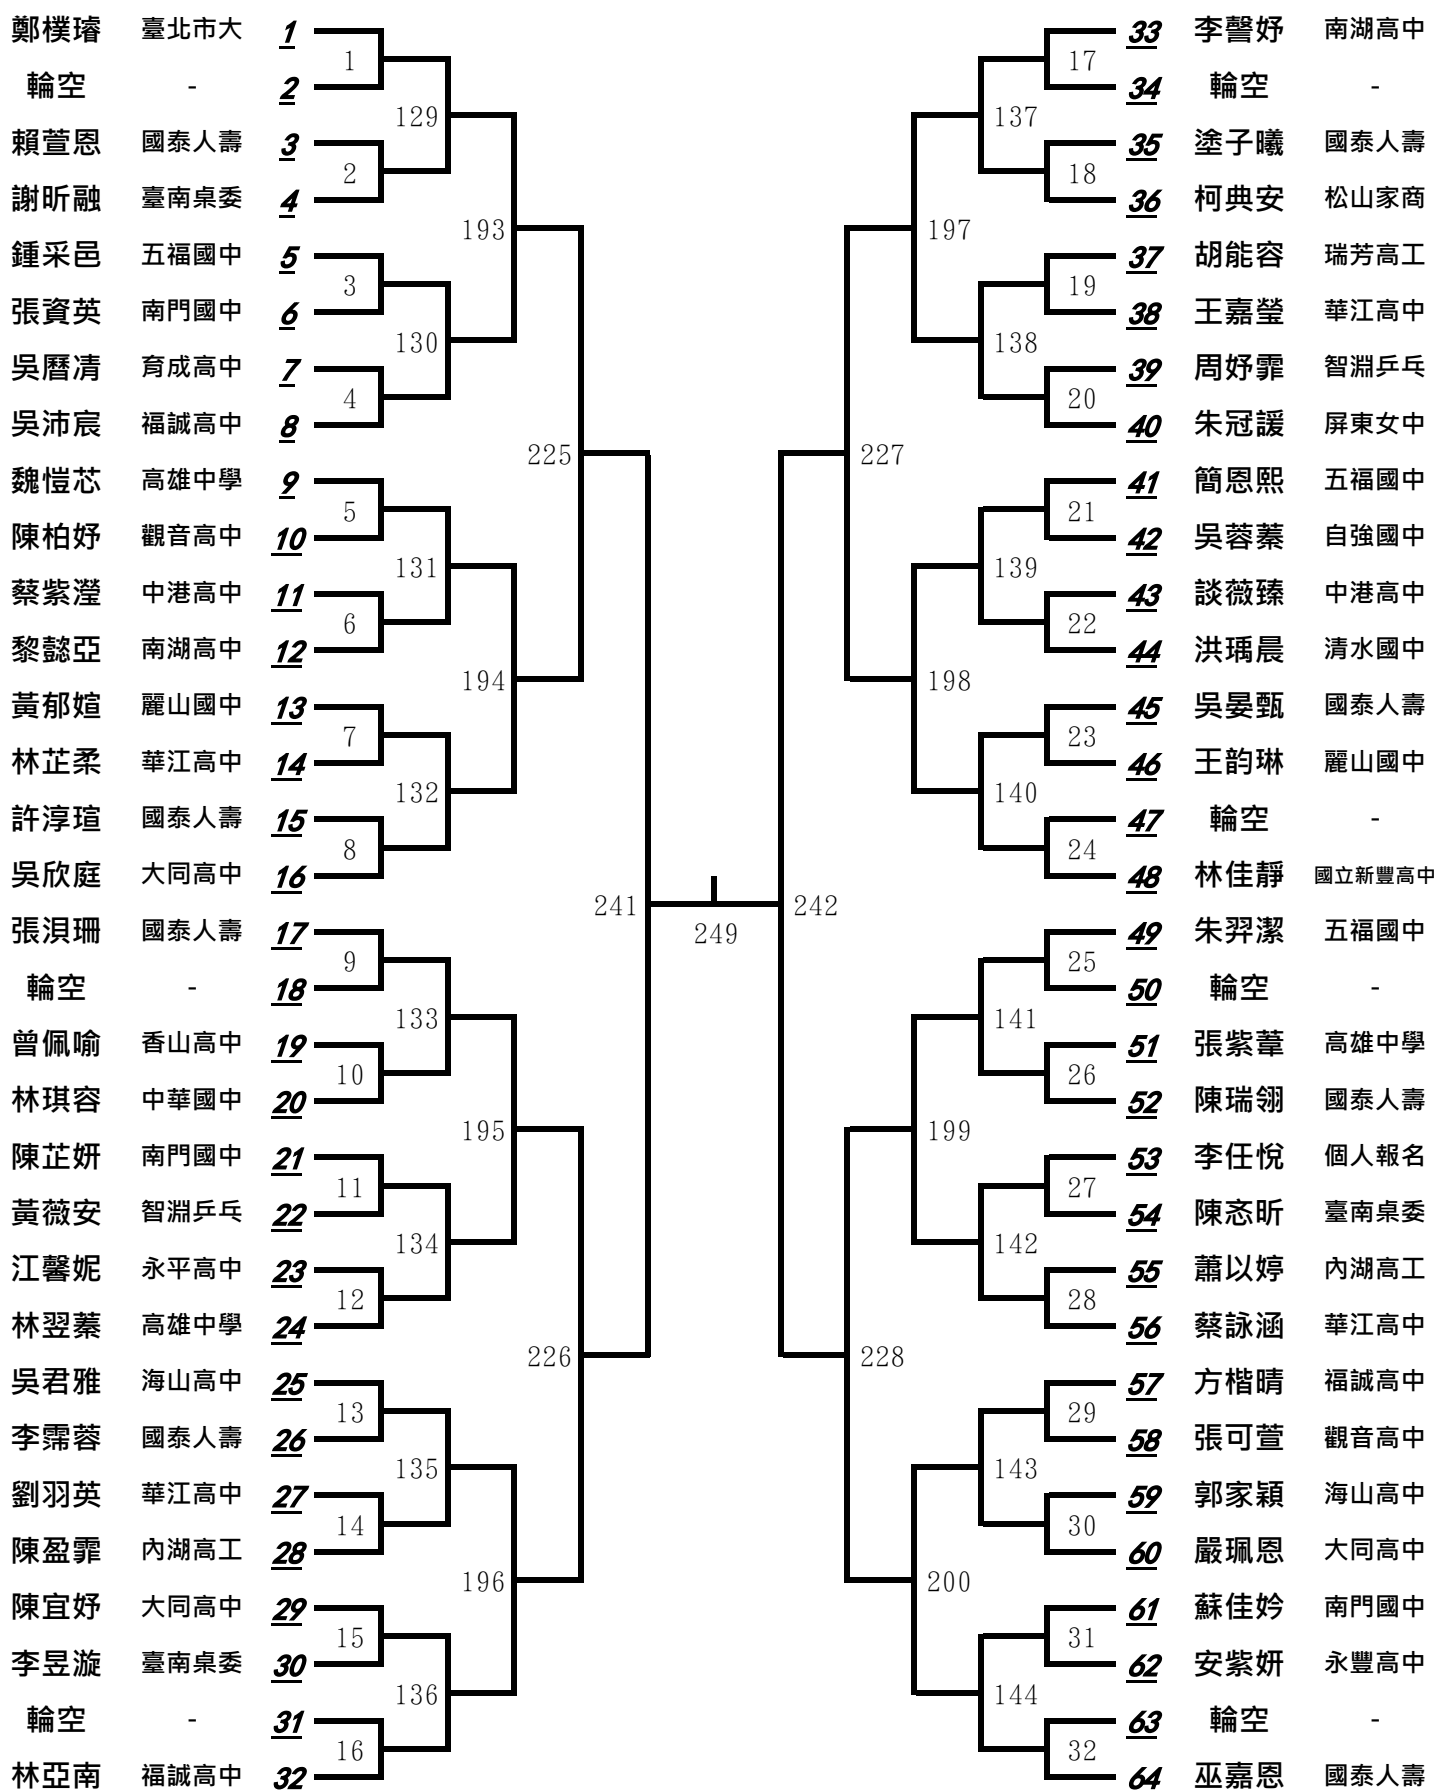 鄭樸璿 臺北市大 1
輪空 - 2
賴萱恩 國泰人壽 3
謝昕融 臺南桌委 4
鍾采邑 五福國中 5
張資英 南門國中 6
吳曆清 育成高中 7
吳沛宸 福誠高中 8
魏愷芯 高雄中學 9
陳柏妤 觀音高中 10
蔡紫瀅 中港高中 11
黎懿亞 南湖高中 12
黃郁媗 麗山國中 13
林芷柔 華江高中 14
許淳瑄 國泰人壽 15
吳欣庭 大同高中 16
張浿珊 國泰人壽 17
輪空 - 18
曾佩喻 香山高中 19
林琪容 中華國中 20
陳芷妍 南門國中 21
黃薇安 智淵乒乓 22
江馨妮 永平高中 23
林翌蓁 高雄中學 24
吳君雅 海山高中 25
李霈蓉 國泰人壽 26
劉羽英 華江高中 27
陳盈霏 內湖高工 28
陳宜妤 大同高中 29
李昱漩 臺南桌委 30
輪空 - 31
林亞南 福誠高中 32
1
2
3
4
5
6
7
8
9
10
11
12
13
14
15
16
129
130
131
132
133
134
135
136
193
194
195
196
225
226
241
249
242
227
228
197
198
199
200
137
138
139
140
141
142
143
144
17
18
19
20
21
22
23
24
25
26
27
28
29
30
31
32
33 李謦妤 南湖高中
34 輪空 -
35 塗子曦 國泰人壽
36 柯典安 松山家商
37 胡能容 瑞芳高工
38 王嘉瑩 華江高中
39 周妤霏 智淵乒乓
40 朱冠諼 屏東女中
41 簡恩熙 五福國中
42 吳蓉蓁 自強國中
43 談薇臻 中港高中
44 洪瑀晨 清水國中
45 吳晏甄 國泰人壽
46 王韵琳 麗山國中
47 輪空 -
48 林佳靜 國立新豐高中
49 朱羿潔 五福國中
50 輪空 -
51 張紫葦 高雄中學
52 陳瑞翎 國泰人壽
53 李任悅 個人報名
54 陳忞昕 臺南桌委
55 蕭以婷 內湖高工
56 蔡詠涵 華江高中
57 方楷晴 福誠高中
58 張可萱 觀音高中
59 郭家穎 海山高中
60 嚴珮恩 大同高中
61 蘇佳妗 南門國中
62 安紫妍 永豐高中
63 輪空 -
64 巫嘉恩 國泰人壽